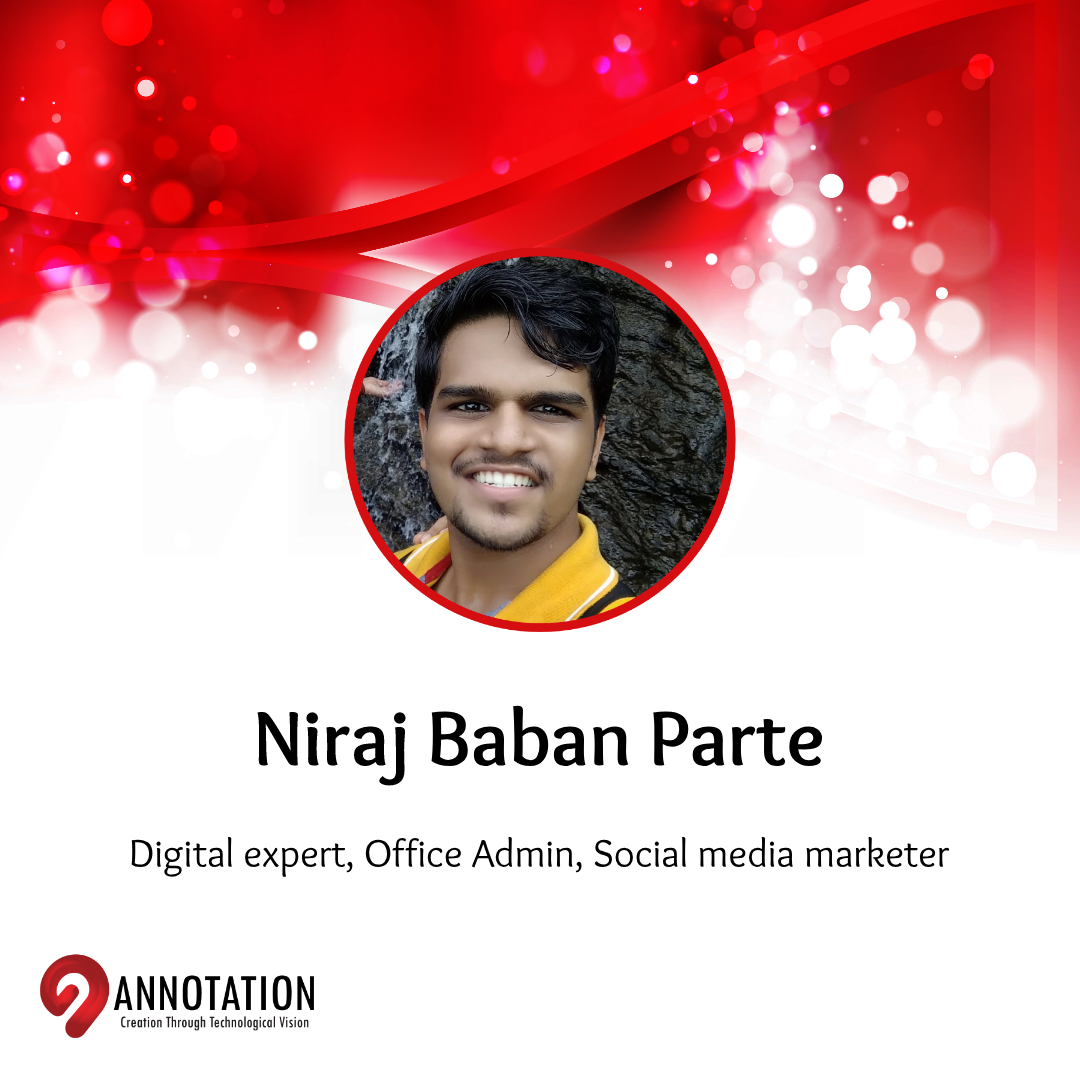 Niraj Baban Parte
Digital expert, Office Admin, Social media marketer
ANNOTATION
Creation Through Technological Vision